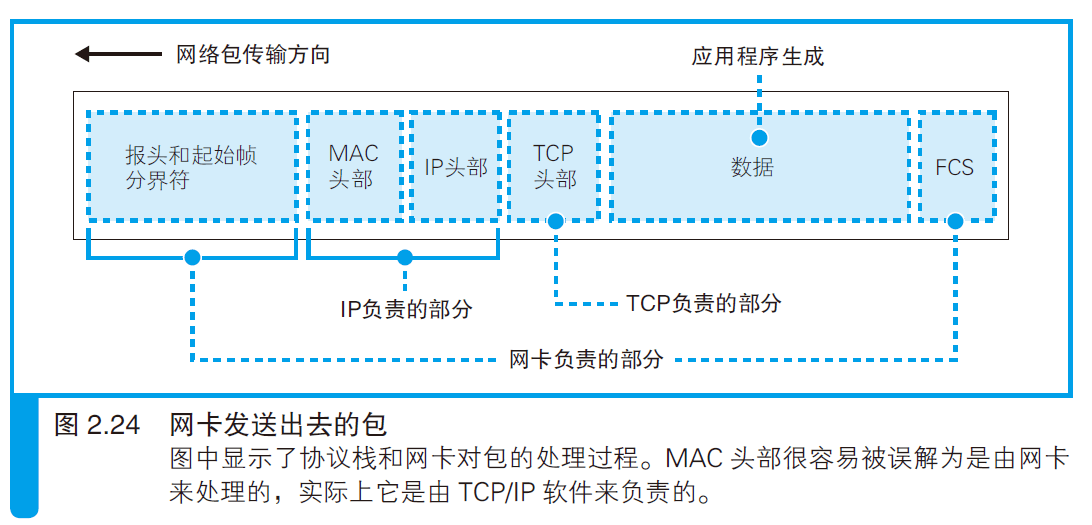 网络包传输方向
应用程序生成
报头和起始帧
分界符
MAC
头部
IP头部
TCP
头部
数据
FCS
IP负责的部分
TCP负责的部分
网卡负责的部分
图 2.24 网卡发送出去的包
图中显示了协议栈和网卡对包的处理过程。MAC 头部很容易被误解为是由网卡
来处理的，实际上它是由 TCP/IP 软件来负责的。